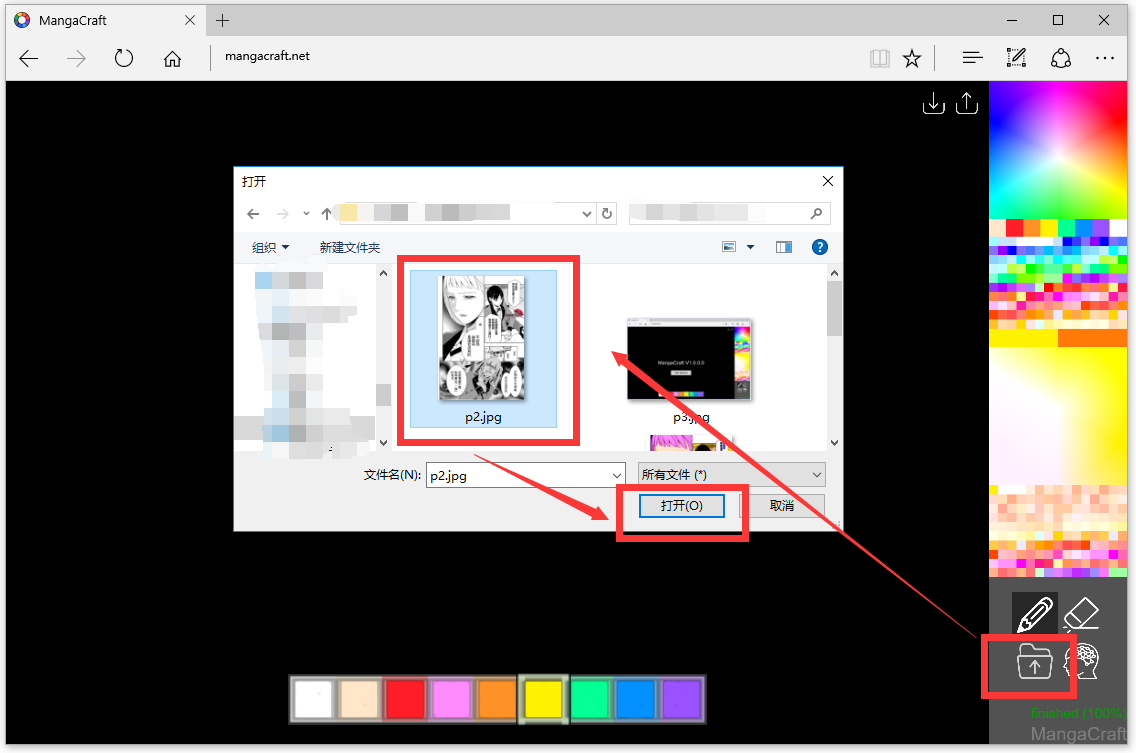 MangaCraft
mangacraft.net
打开
组织
新建文件夹
?
MangaCraft V1.0.0.0
p2.jpg
p3.jpg
文件名(N):
p2.jpg
所有文件 (*)
打开(O)
取消
finished (100%)
MangaCraft